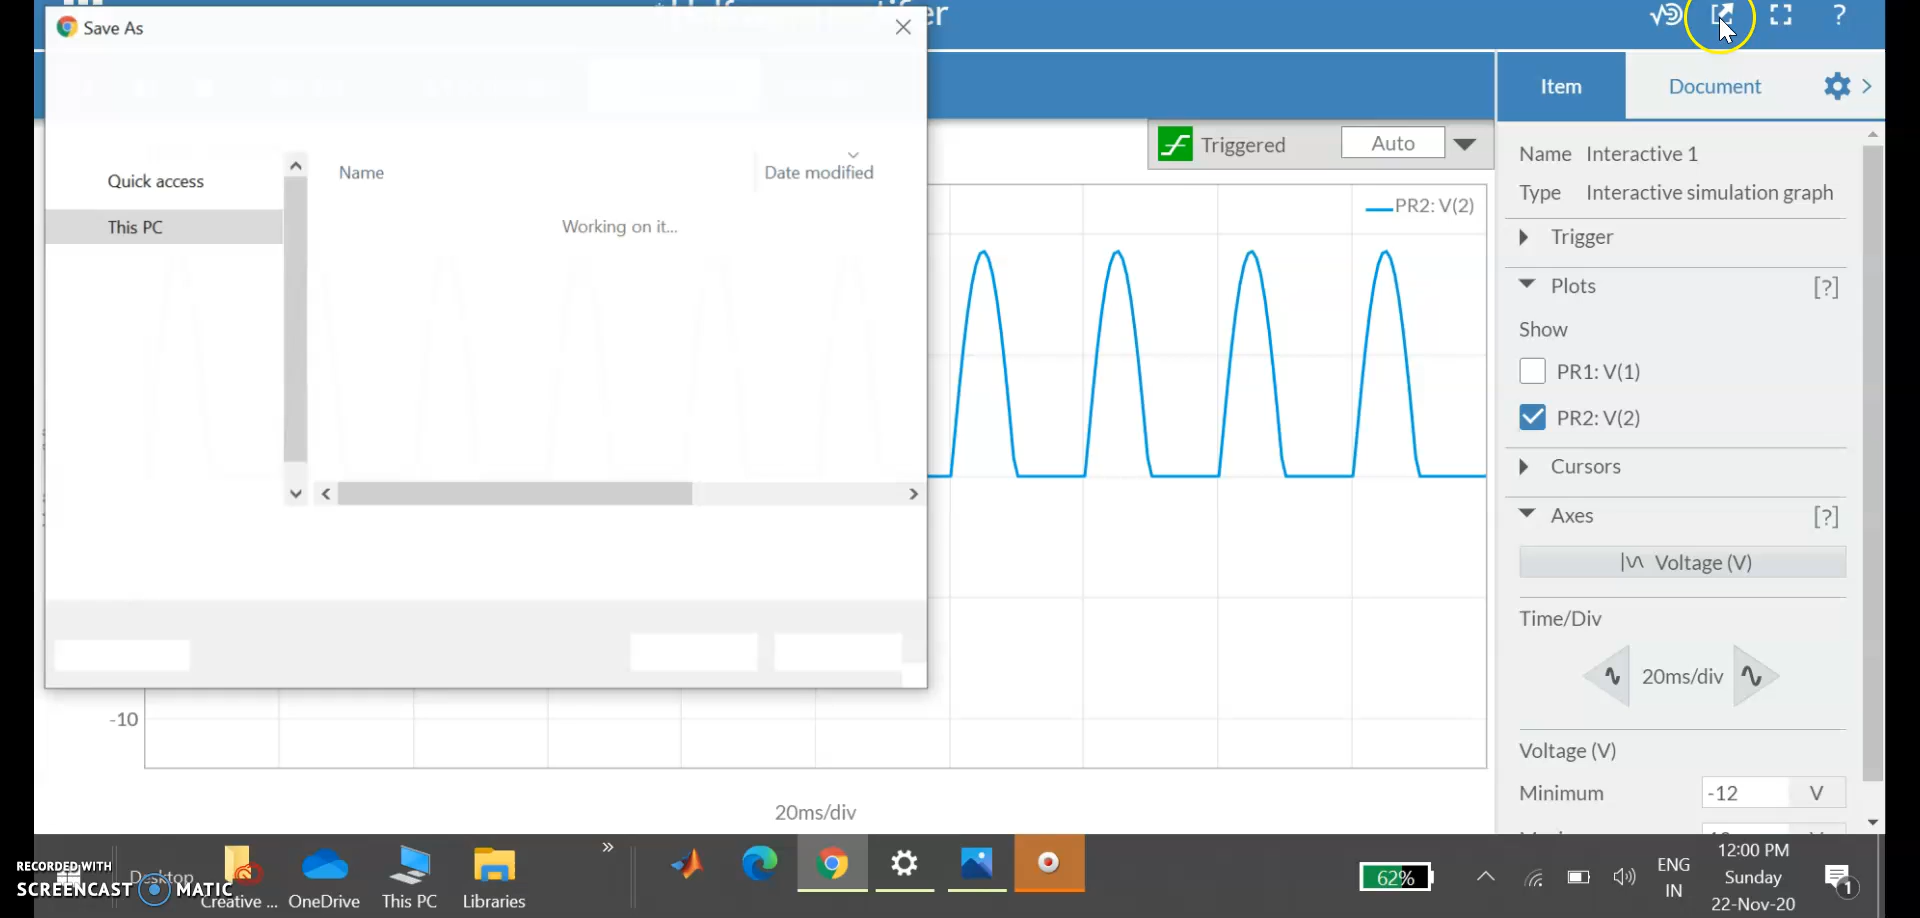 Save As
Quick access
This PC
Name
Date modified
Working on it...
Item
Document
Triggered
Auto
PR2: V(2)
Name Interactive 1
Type Interactive simulation graph
Trigger
Plots [?]
Show
PR1: V(1)
PR2: V(2)
Cursors
Axes [?]
Voltage (V)
Time/Div
20ms/div
Voltage (V)
Minimum -12 V
-10
20ms/div
RECORDED WITH
SCREENCAST MATIC
Desktop
Creative ...
OneDrive
This PC
Libraries
62%
ENG
IN
12:00 PM
Sunday
22-Nov-20
1